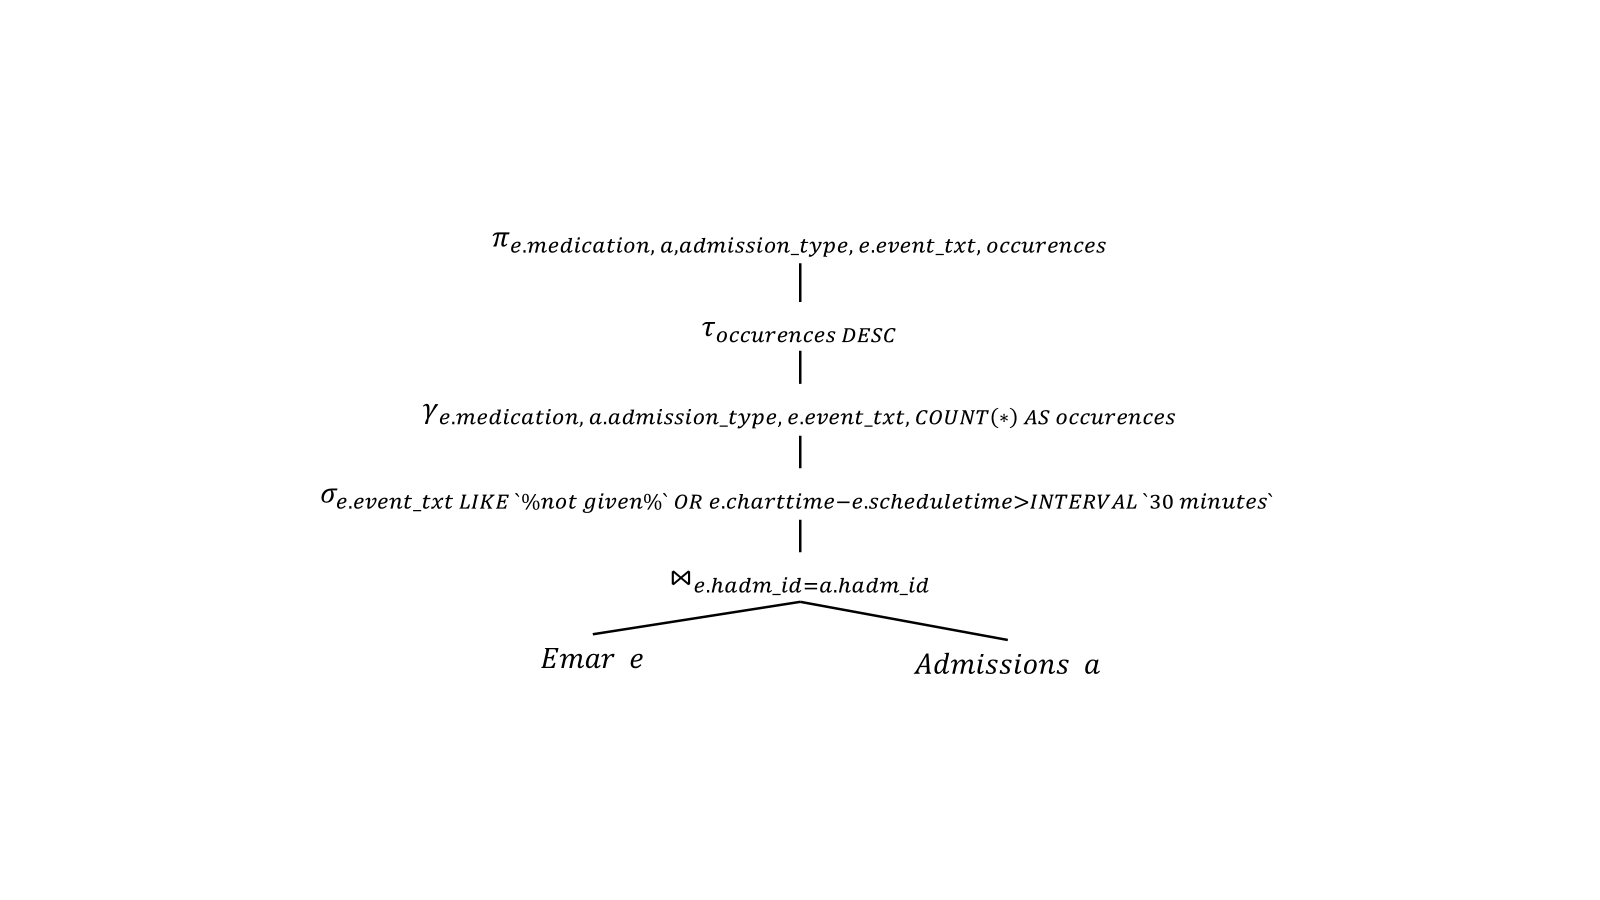 π e.medication, a,admission_type, e.event_txt, occurences
τ occurences DESC
γ e.medication, a.admission_type, e.event_txt, COUNT(∗) AS occurences
σ e.event_txt LIKE `%not given%` OR e.charttime−e.scheduletime>INTERVAL `30 minutes`
⋈ e.hadm_id=a.hadm_id
Emar e
Admissions a